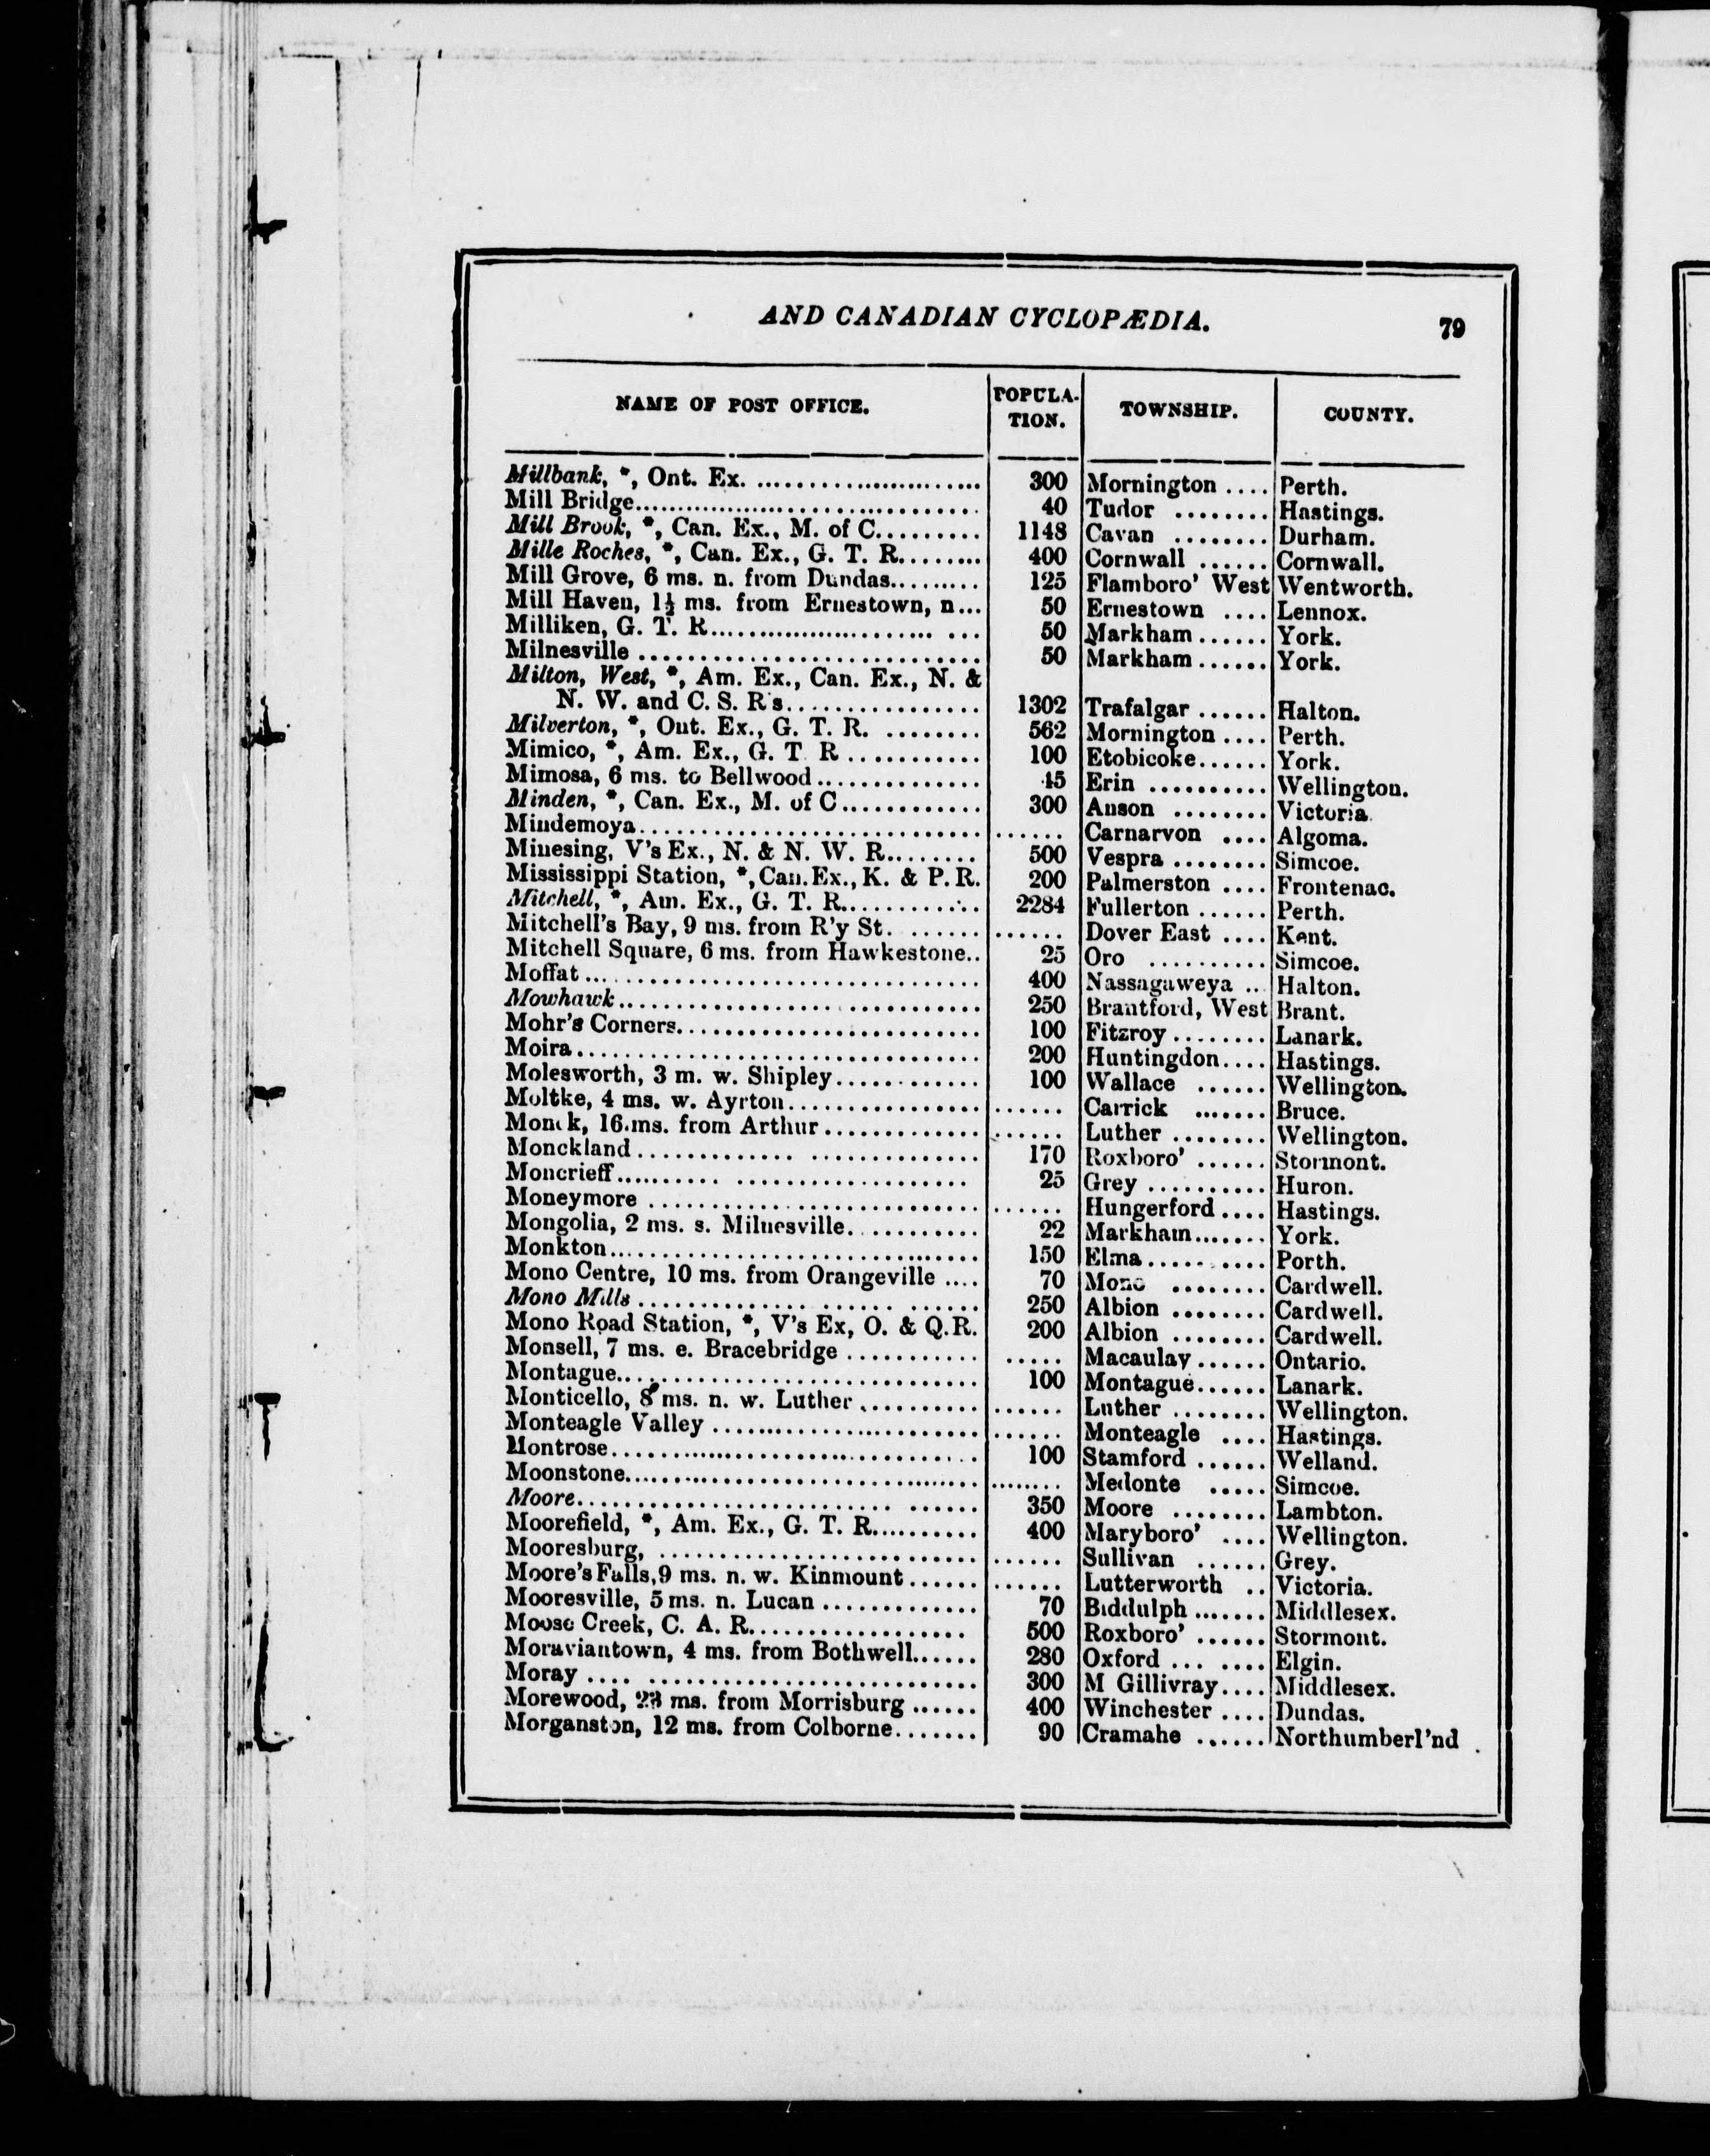 AND CANADIAN CYCLOPÆDIA. 79
NAME OF POST OFFICE. POPULA-TION. TOWNSHIP. COUNTY.
Millbank, *, Ont. Ex. .......... 300 Mornington .... Perth.
Mill Bridge.......... 40 Tudor ........ Hastings.
Mill Brook, *, Can. Ex., M. of C.......... 1148 Cavan ........ Durham.
Mille Roches, *, Can. Ex., G. T. R........ 400 Cornwall ...... Cornwall.
Mill Grove, 6 ms. n. from Dundas......... 125 Flamboro' West Wentworth.
Mill Haven, 1½ ms. from Ernestown, n... 50 Ernestown .... Lennox.
Milliken, G. T. R.......... 50 Markham...... York.
Milnesville .......... 50 Markham...... York.
Milton, West, *, Am. Ex., Can. Ex., N. &
N. W. and C. S. R's.......... 1302 Trafalgar ...... Halton.
Milverton, *, Ont. Ex., G. T. R. ........ 562 Mornington .... Perth.
Mimico, *, Am. Ex., G. T. R .......... 100 Etobicoke...... York.
Mimosa, 6 ms. to Bellwood .......... 45 Erin .......... Wellington.
Minden, *, Can. Ex., M. of C.......... 300 Anson ........ Victoria.
Mindemoya.......... ...... Carnarvon .... Algoma.
Minesing, V's Ex., N. & N. W. R........ 500 Vespra ........ Simcoe.
Mississippi Station, *, Can. Ex., K. & P. R. 200 Palmerston .... Frontenac.
Mitchell, *, Am. Ex., G. T. R.......... 2284 Fullerton ...... Perth.
Mitchell's Bay, 9 ms. from R'y St. ....... ...... Dover East .... Kent.
Mitchell Square, 6 ms. from Hawkestone.. 25 Oro .......... Simcoe.
Moffat .......... 400 Nassagaweya .. Halton.
Mowhawk .......... 250 Brantford, West Brant.
Mohr's Corners.......... 100 Fitzroy ........ Lanark.
Moira.......... 200 Huntingdon.... Hastings.
Molesworth, 3 m. w. Shipley.......... 100 Wallace ...... Wellington.
Moltke, 4 ms. w. Ayrton.......... ...... Carrick ....... Bruce.
Monck, 16 ms. from Arthur .......... ...... Luther ........ Wellington.
Monckland .......... 170 Roxboro' ...... Stormont.
Moncrieff.......... 25 Grey .......... Huron.
Moneymore .......... ...... Hungerford .... Hastings.
Mongolia, 2 ms. s. Milnesville.......... 22 Markham....... York.
Monkton.......... 150 Elma.......... Porth.
Mono Centre, 10 ms. from Orangeville .... 70 Mono ........ Cardwell.
Mono Mills .......... 250 Albion ........ Cardwell.
Mono Road Station, *, V's Ex, O. & Q. R. 200 Albion ........ Cardwell.
Monsell, 7 ms. e. Bracebridge .......... ..... Macaulay ...... Ontario.
Montague.......... 100 Montague...... Lanark.
Monticello, 8 ms. n. w. Luther .......... ...... Luther ........ Wellington.
Monteagle Valley .......... ...... Monteagle .... Hastings.
Montrose.......... 100 Stamford ...... Welland.
Moonstone.......... ........ Medonte ..... Simcoe.
Moore.......... 350 Moore ........ Lambton.
Moorefield, *, Am. Ex., G. T. R.......... 400 Maryboro' .... Wellington.
Mooresburg, .......... ...... Sullivan ...... Grey.
Moore's Falls, 9 ms. n. w. Kinmount ...... ...... Lutterworth .. Victoria.
Mooresville, 5 ms. n. Lucan .......... 70 Biddulph ....... Middlesex.
Moose Creek, C. A. R.......... 500 Roxboro' ...... Stormont.
Moraviantown, 4 ms. from Bothwell...... 280 Oxford ... .... Elgin.
Moray .......... 300 M Gillivray.... Middlesex.
Morewood, 23 ms. from Morrisburg ...... 400 Winchester .... Dundas.
Morganston, 12 ms. from Colborne....... 90 Cramahe ...... Northumberl'nd